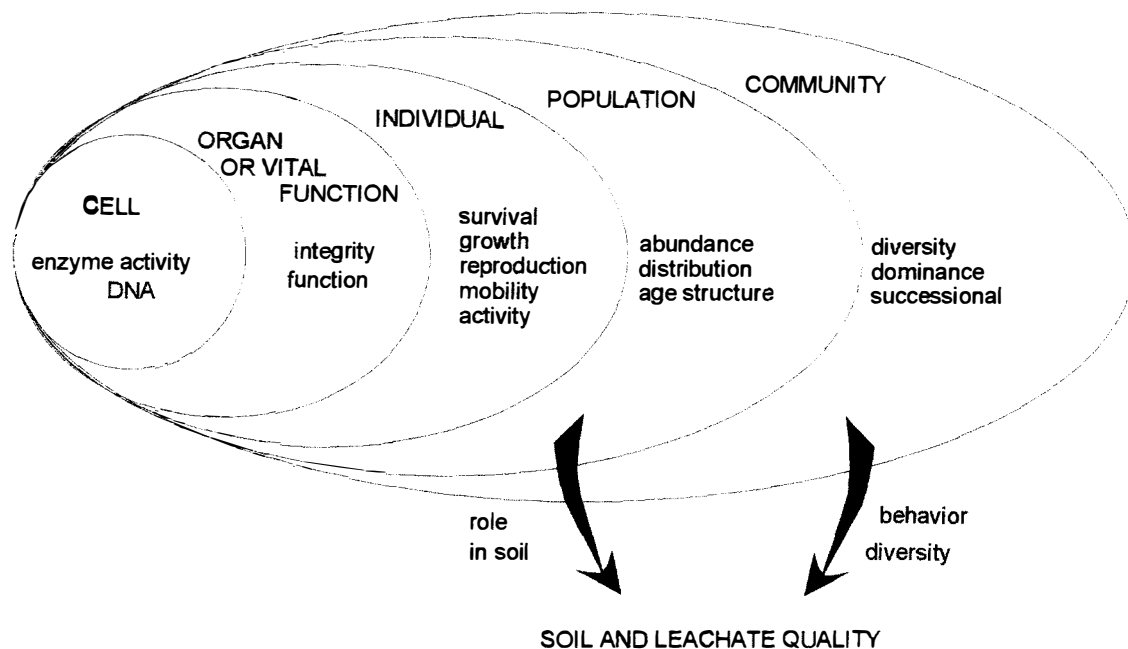 COMMUNITY
POPULATION
INDIVIDUAL
ORGAN
OR VITAL
FUNCTION
CELL
enzyme activity
DNA
integrity
function
survival
growth
reproduction
mobility
activity
abundance
distribution
age structure
diversity
dominance
successional
role
in soil
behavior
diversity
SOIL AND LEACHATE QUALITY